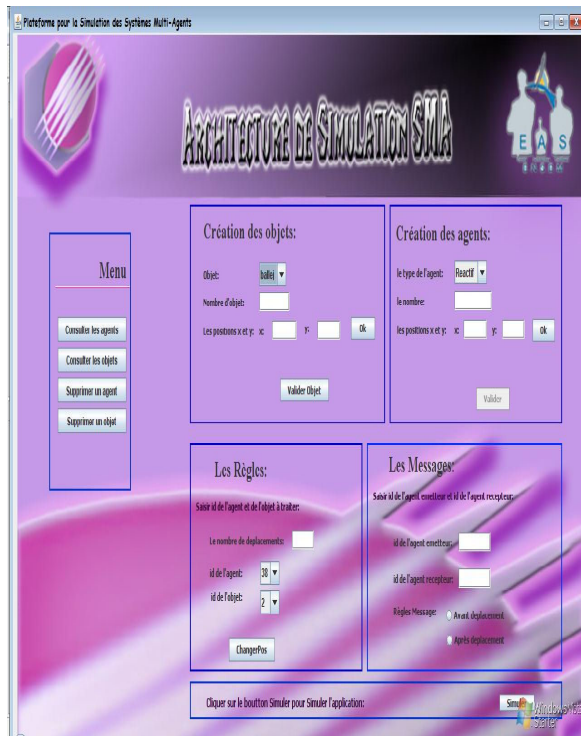 Plateforme pour la Simulation des Systèmes Multi-Agents
ARCHITECTURE DE SIMULATION SMA
E A S
Menu
Consulter les agents
Consulter les objets
Supprimer un agent
Supprimer un objet
Création des objets:
Objet: ballej
Nombre d'objet:
Les positions x et y: x: y: Ok
Valider Objet
Création des agents:
le type de l'agent: Reactif
le nombre:
les positions x et y: x: y: Ok
Valider
Les Règles:
Saisir id de l'agent et de l'objet à traiter:
Le nombre de deplacements:
id de l'agent: 38
id de l'objet: 2
ChangerPos
Les Messages:
Saisir id de l'agent emetteur et id de l'agent recepteur:
id de l'agent emetteur:
id de l'agent recepteur:
Règles Message: Avant deplacement
Après deplacement
Cliquer sur le boutton Simuler pour Simuler l'application: Simuler
Starter